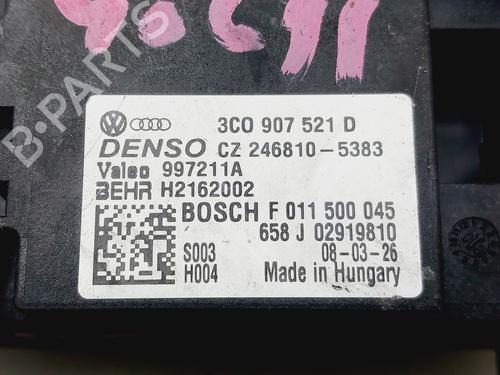 3C0 907 521 D
DENSO CZ 246810-5383
Valeo 997211A
BEHR H2162002
BOSCH F 011 500 045
658 J 02919810
S003 08-03-26
H004 Made in Hungary
B-PARTS